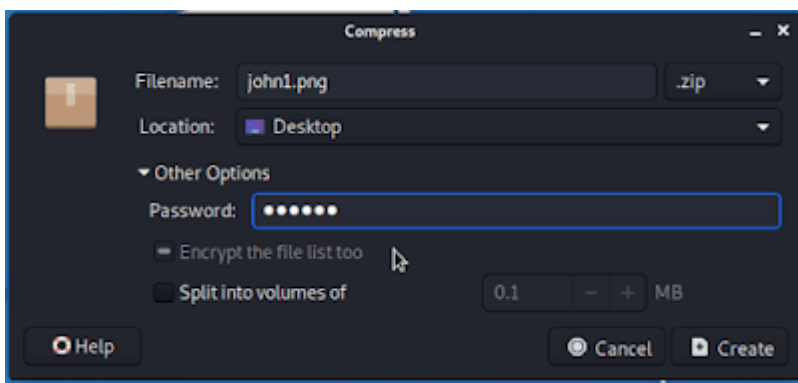 Compress
Filename: john1.png .zip
Location: Desktop
Other Options
Password: ••••••
Encrypt the file list too
Split into volumes of 0.1 MB
Help Cancel Create